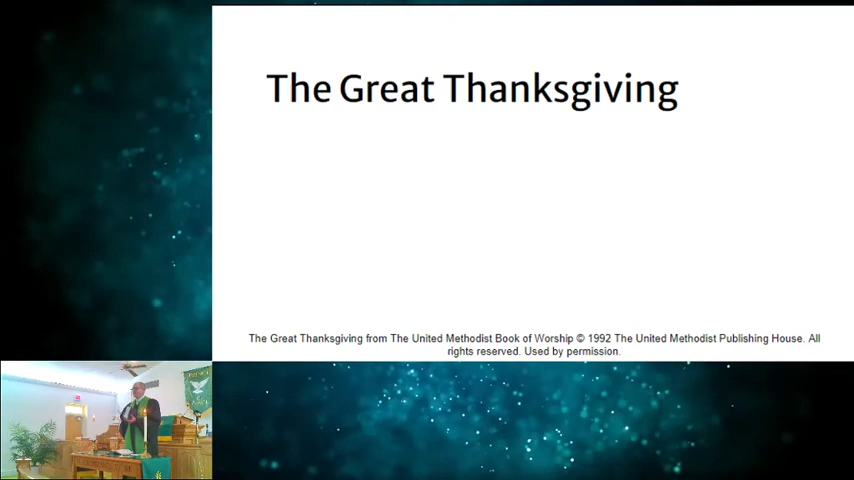 The Great Thanksgiving
The Great Thanksgiving from The United Methodist Book of Worship © 1992 The United Methodist Publishing House. All
rights reserved. Used by permission.